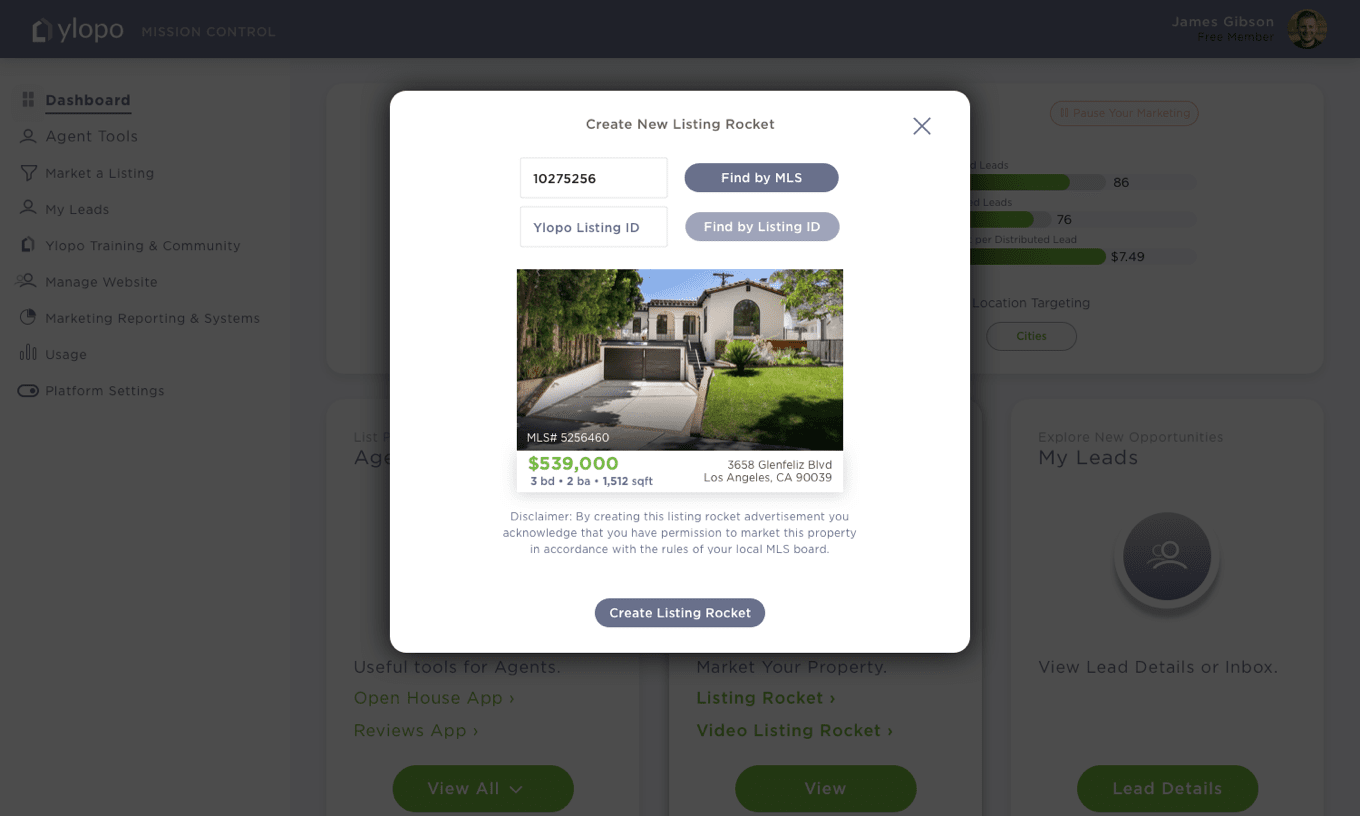 ylopo MISSION CONTROL
James Gibson
Free Member
Dashboard
Agent Tools
Market a Listing
My Leads
Ylopo Training & Community
Manage Website
Marketing Reporting & Systems
Usage
Platform Settings
Create New Listing Rocket
10275256 Find by MLS
Ylopo Listing ID Find by Listing ID
MLS# 5256460
$539,000
3 bd • 2 ba • 1,512 sqft
3658 Glenfeliz Blvd
Los Angeles, CA 90039
Disclaimer: By creating this listing rocket advertisement you
acknowledge that you have permission to market this property
in accordance with the rules of your local MLS board.
Create Listing Rocket
Pause Your Marketing
Leads
86
Leads
76
per Distributed Lead
$7.49
Location Targeting
Cities
Useful tools for Agents.
Open House App ›
Reviews App ›
View All
Market Your Property.
Listing Rocket ›
Video Listing Rocket ›
View
Explore New Opportunities
My Leads
View Lead Details or Inbox.
Lead Details